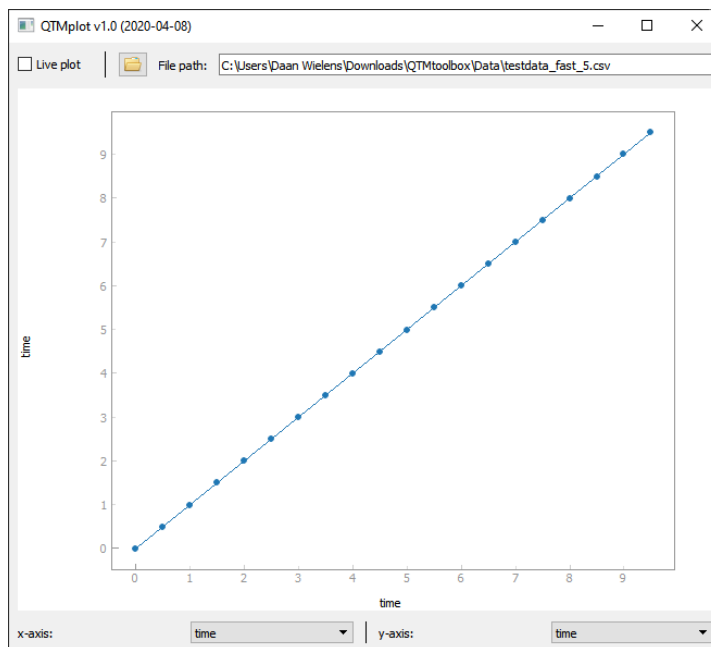 QTMplot v1.0 (2020-04-08)
Live plot
File path: C:\Users\Daan Wielens\Downloads\QTMtoolbox\Data\testdata_fast_5.csv
9
8
7
6
5
4
3
2
1
0
time
0 1 2 3 4 5 6 7 8 9
time
x-axis: time y-axis: time